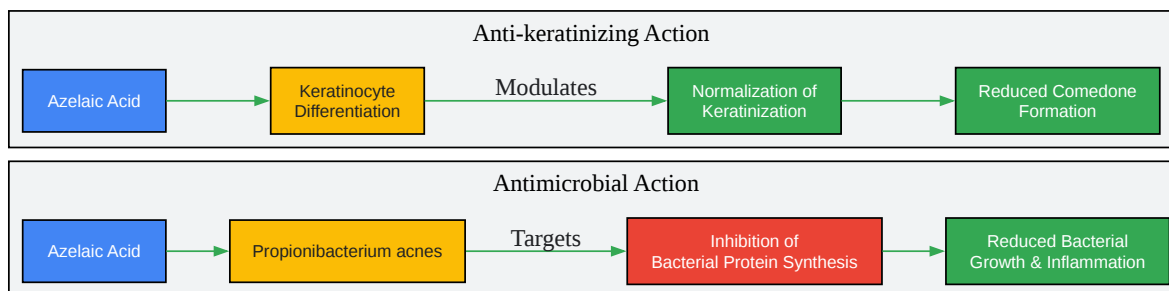 Anti-keratinizing Action
Azelaic Acid
Keratinocyte
Differentiation
Modulates
Normalization of
Keratinization
Reduced Comedone
Formation
Antimicrobial Action
Azelaic Acid
Propionibacterium acnes
Targets
Inhibition of
Bacterial Protein Synthesis
Reduced Bacterial
Growth & Inflammation